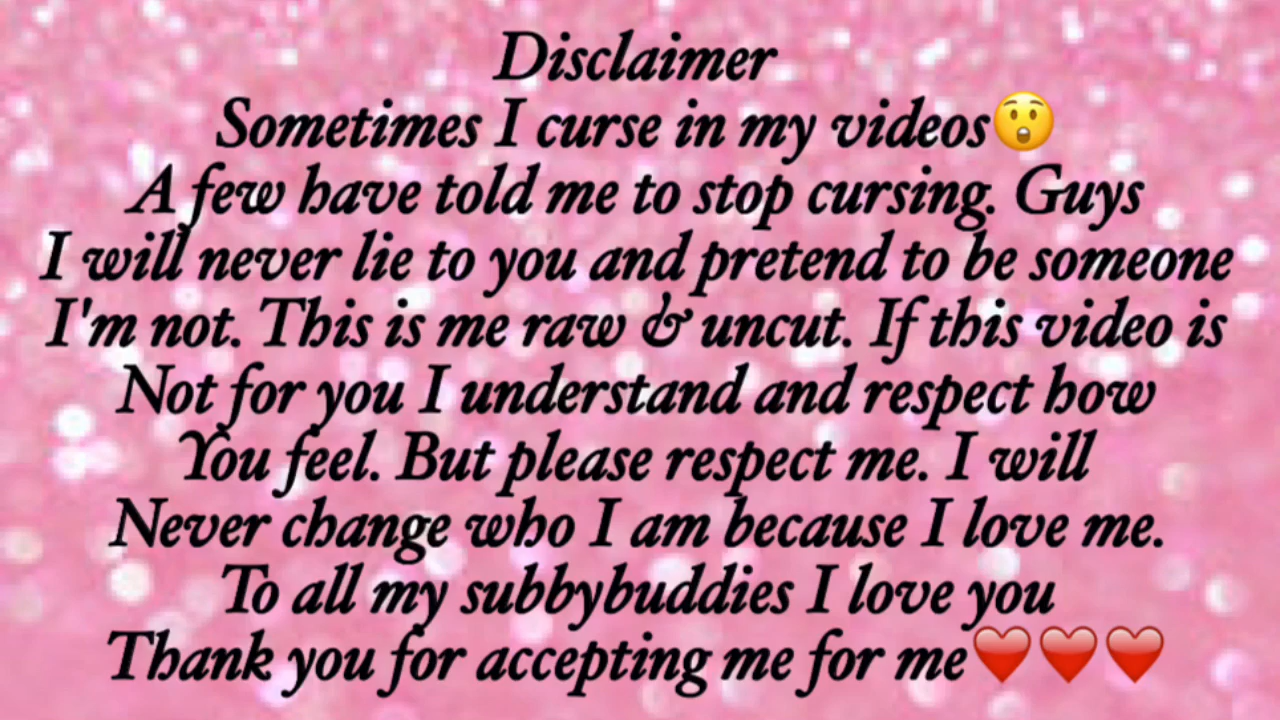 Disclaimer
Sometimes I curse in my videos😲
A few have told me to stop cursing. Guys
I will never lie to you and pretend to be someone
I'm not. This is me raw & uncut. If this video is
Not for you I understand and respect how
You feel. But please respect me. I will
Never change who I am because I love me.
To all my subbybuddies I love you
Thank you for accepting me for me❤️❤️❤️